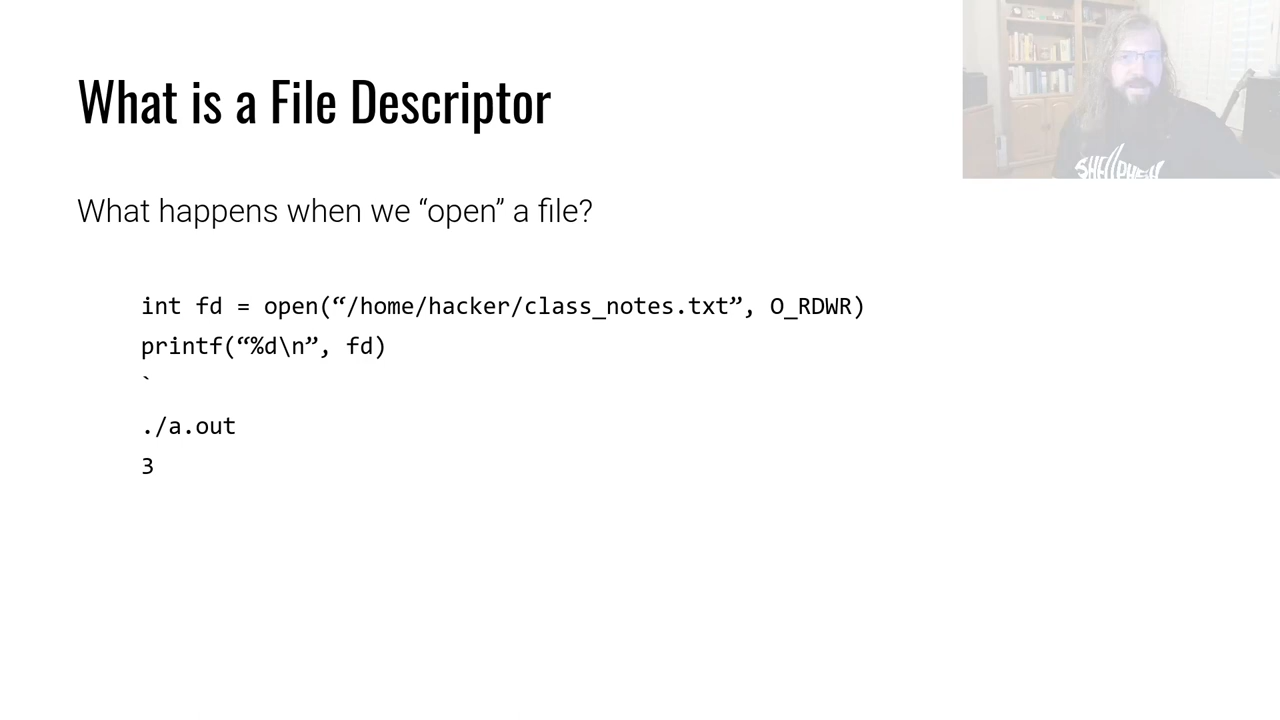 What is a File Descriptor
What happens when we “open” a file?
int fd = open(“/home/hacker/class_notes.txt”, O_RDWR)
printf(“%d\n”, fd)
`
./a.out
3